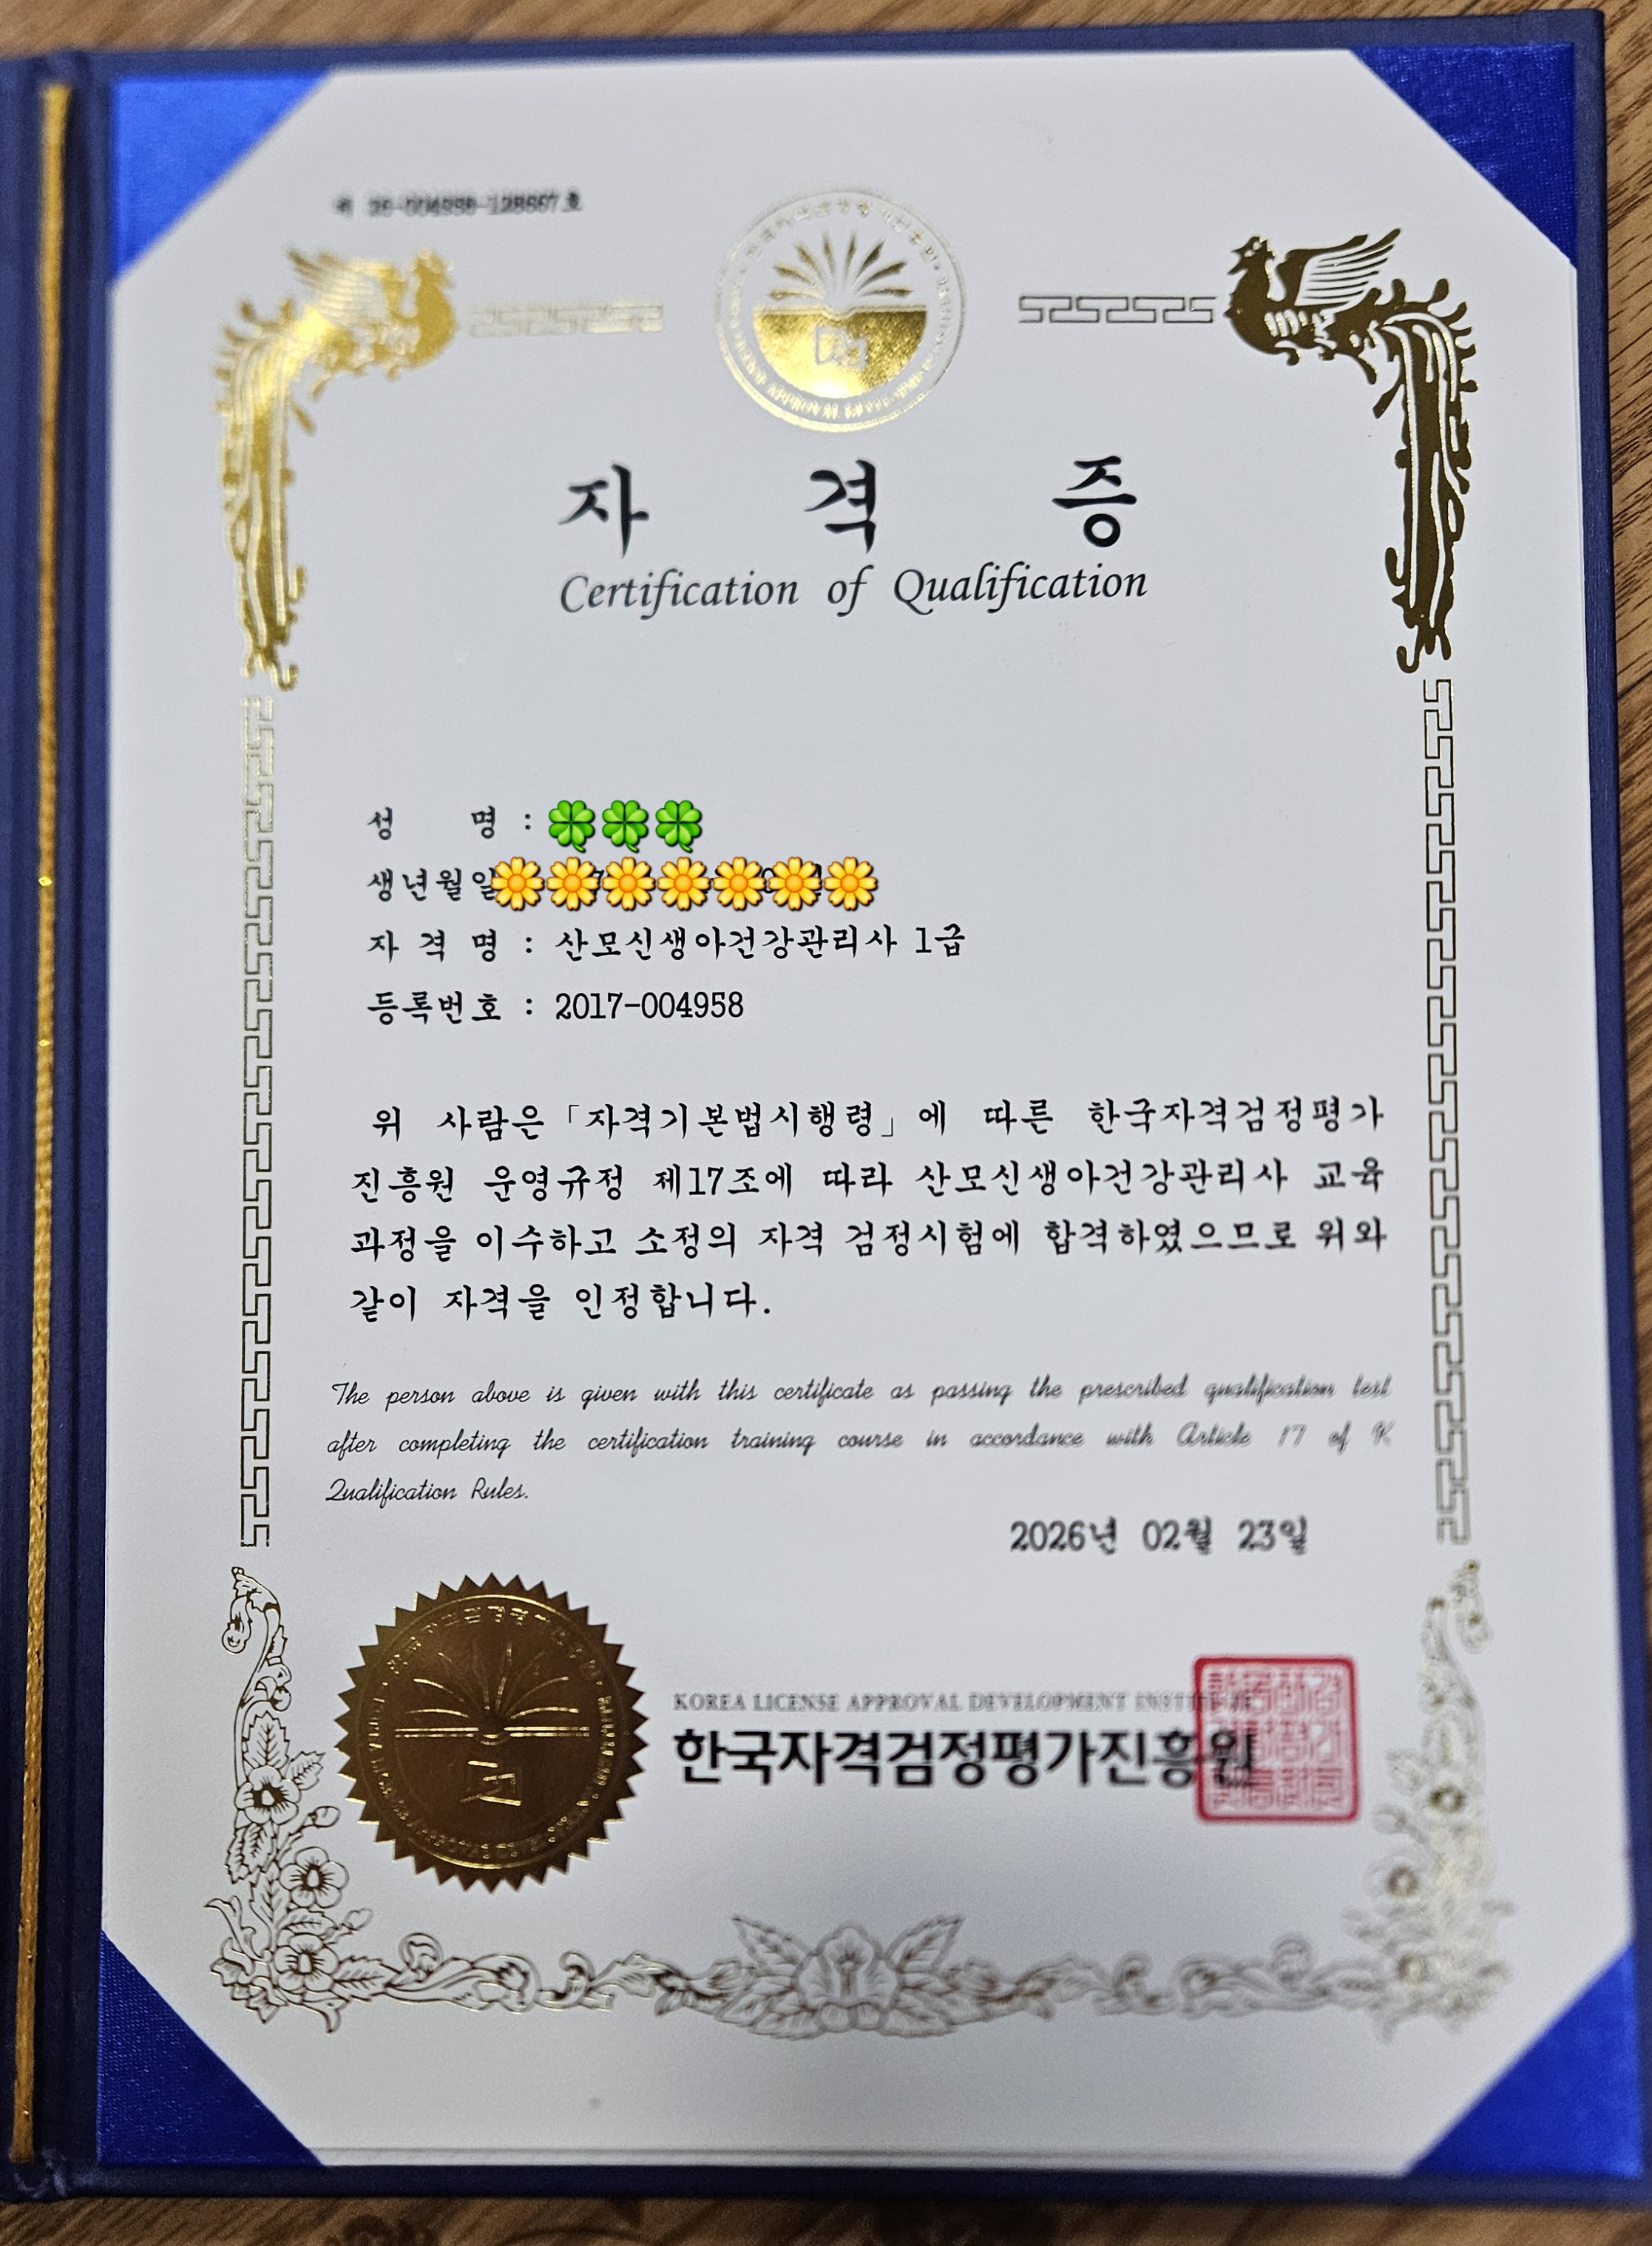 자 격 증
Certification of Qualification
성 명 :
생년월일
자 격 명 : 산모신생아건강관리사 1급
등록번호 : 2017-004958
위 사람은 「자격기본법시행령」에 따른 한국자격검정평가
진흥원 운영규정 제17조에 따라 산모신생아건강관리사 교육
과정을 이수하고 소정의 자격 검정시험에 합격하였으므로 위와
같이 자격을 인정합니다.
The person above is given with this certificate as passing the prescribed qualification test
after completing the certification training course in accordance with Article 17 of K
Qualification Rules.
2026년 02월 23일
KOREA LICENSE APPROVAL DEVELOPMENT
한국자격검정평가진흥원